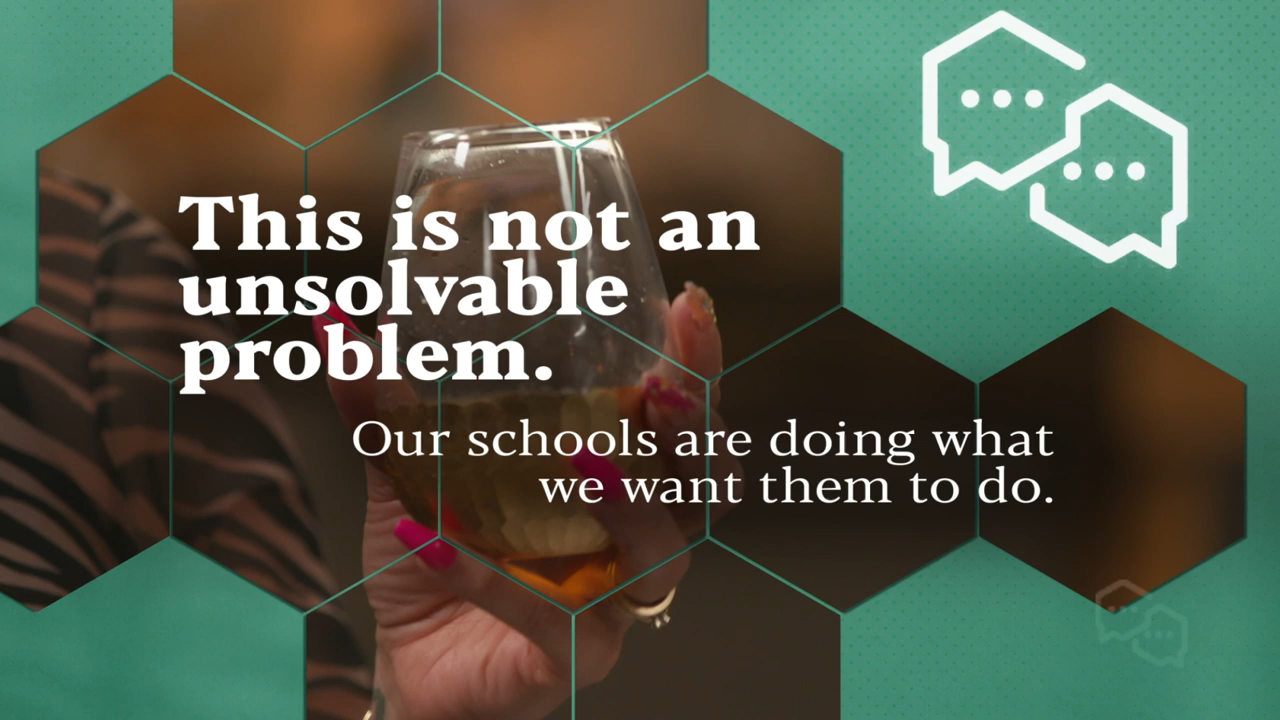 This is not an
unsolvable
problem.
Our schools are doing what
we want them to do.